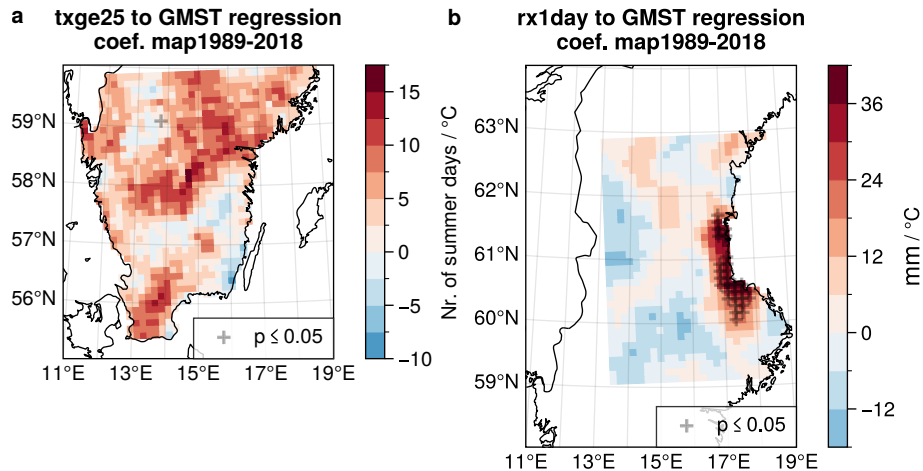 a
txge25 to GMST regression
coef. map1989-2018
59°N
58°N
57°N
56°N
11°E 13°E 15°E 17°E 19°E
p ≤ 0.05
15
10
5
0
−5
−10
Nr. of summer days / °C
b
rx1day to GMST regression
coef. map1989-2018
63°N
62°N
61°N
60°N
59°N
11°E 13°E 15°E 17°E 19°E
p ≤ 0.05
36
24
12
0
−12
mm / °C